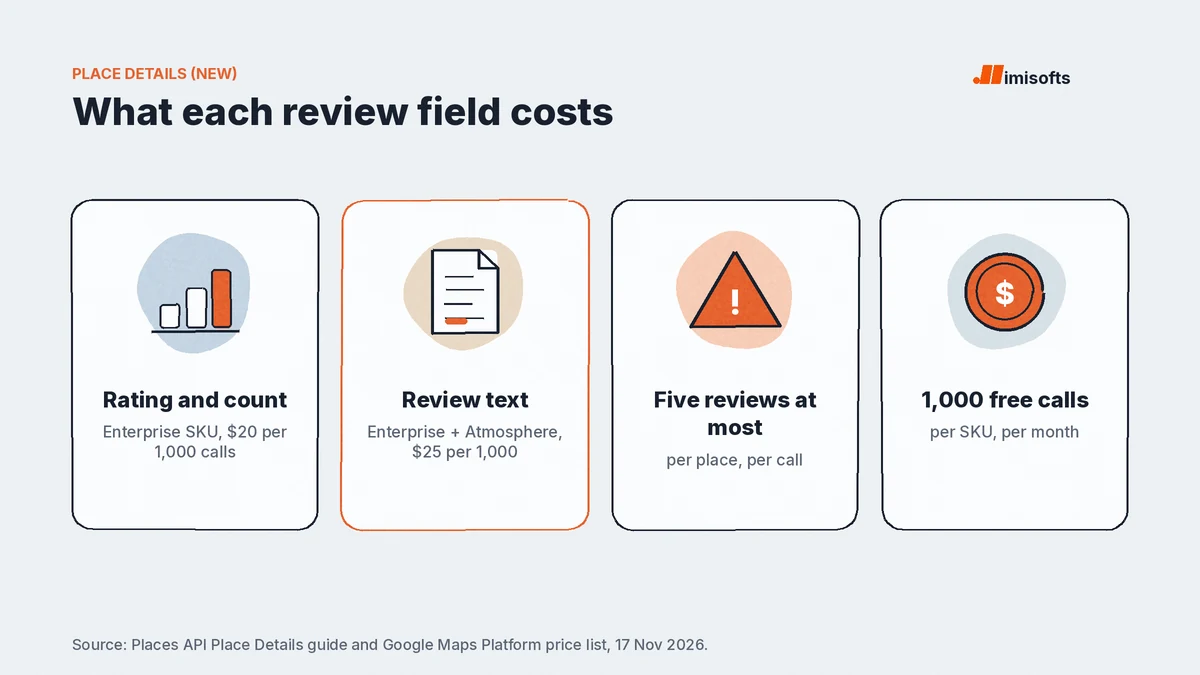 PLACE DETAILS (NEW)
What each review field costs
imisofts
Rating and count
Enterprise SKU, $20 per
1,000 calls
Review text
Enterprise + Atmosphere,
$25 per 1,000
!
Five reviews at
most
per place, per call
$
1,000 free calls
per SKU, per month
Source: Places API Place Details guide and Google Maps Platform price list, 17 Nov 2026.